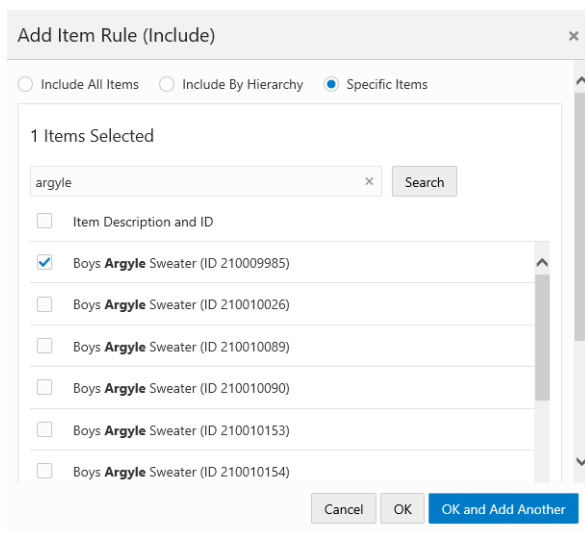 Add Item Rule (Include)
Include All Items Include By Hierarchy Specific Items
1 Items Selected
argyle × Search
Item Description and ID
Boys Argyle Sweater (ID 210009985)
Boys Argyle Sweater (ID 210010026)
Boys Argyle Sweater (ID 210010089)
Boys Argyle Sweater (ID 210010090)
Boys Argyle Sweater (ID 210010153)
Boys Argyle Sweater (ID 210010154)
Cancel OK OK and Add Another